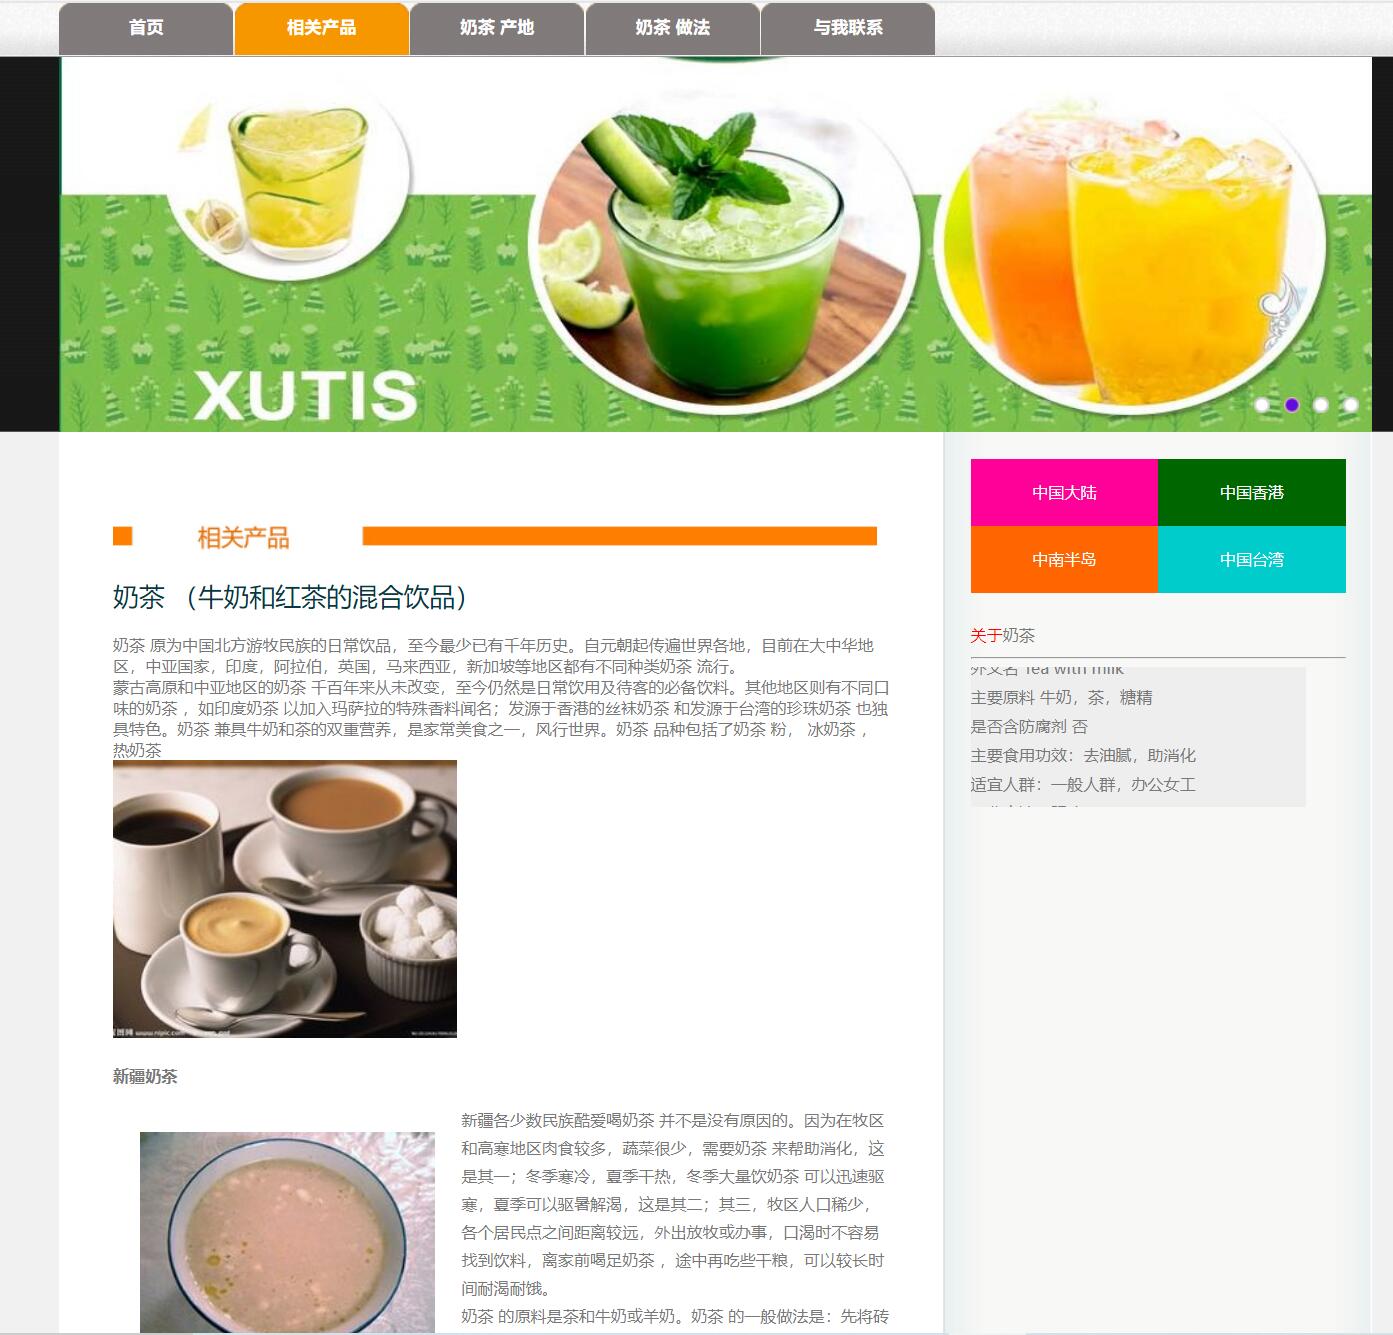 首页
相关产品
奶茶 产地
奶茶 做法
与我联系
XUTIS
相关产品
奶茶 （牛奶和红茶的混合饮品）
奶茶 原为中国北方游牧民族的日常饮品，至今最少已有千年历史。自元朝起传遍世界各地，目前在大中华地
区，中亚国家，印度，阿拉伯，英国，马来西亚，新加坡等地区都有不同种类奶茶 流行。
蒙古高原和中亚地区的奶茶 千百年来从未改变，至今仍然是日常饮用及待客的必备饮料。其他地区则有不同口
味的奶茶 ，如印度奶茶 以加入玛萨拉的特殊香料闻名；发源于香港的丝袜奶茶 和发源于台湾的珍珠奶茶 也独
具特色。奶茶 兼具牛奶和茶的双重营养，是家常美食之一，风行世界。奶茶 品种包括了奶茶 粉， 冰奶茶 ，
热奶茶
新疆奶茶
新疆各少数民族酷爱喝奶茶 并不是没有原因的。因为在牧区
和高寒地区肉食较多，蔬菜很少，需要奶茶 来帮助消化，这
是其一；冬季寒冷，夏季干热，冬季大量饮奶茶 可以迅速驱
寒，夏季可以驱暑解渴，这是其二；其三，牧区人口稀少，
各个居民点之间距离较远，外出放牧或办事，口渴时不容易
找到饮料，离家前喝足奶茶 ，途中再吃些干粮，可以较长时
间耐渴耐饿。
奶茶 的原料是茶和牛奶或羊奶。奶茶 的一般做法是：先将砖
中国大陆
中国香港
中南半岛
中国台湾
关于奶茶
外文名 Tea with milk
主要原料 牛奶，茶，糖精
是否含防腐剂 否
主要食用功效：去油腻，助消化
适宜人群：一般人群，办公女工